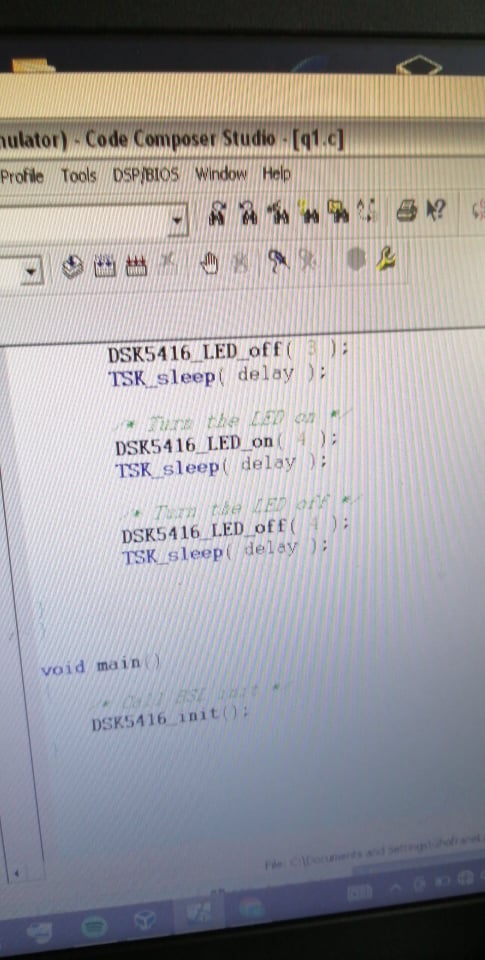 nulator) - Code Composer Studio - [q1.c]
Profile Tools DSP/BIOS Window Help
DSK5416_LED_off( 3 );
TSK_sleep( delay );
/* Turn the LED on */
DSK5416_LED_on( 4 );
TSK_sleep( delay );
/* Turn the LED off */
DSK5416_LED_off( 4 );
TSK_sleep( delay );
}
}
void main()
/* Call BSL init */
DSK5416_init();
File: C:\Documents and Settings\